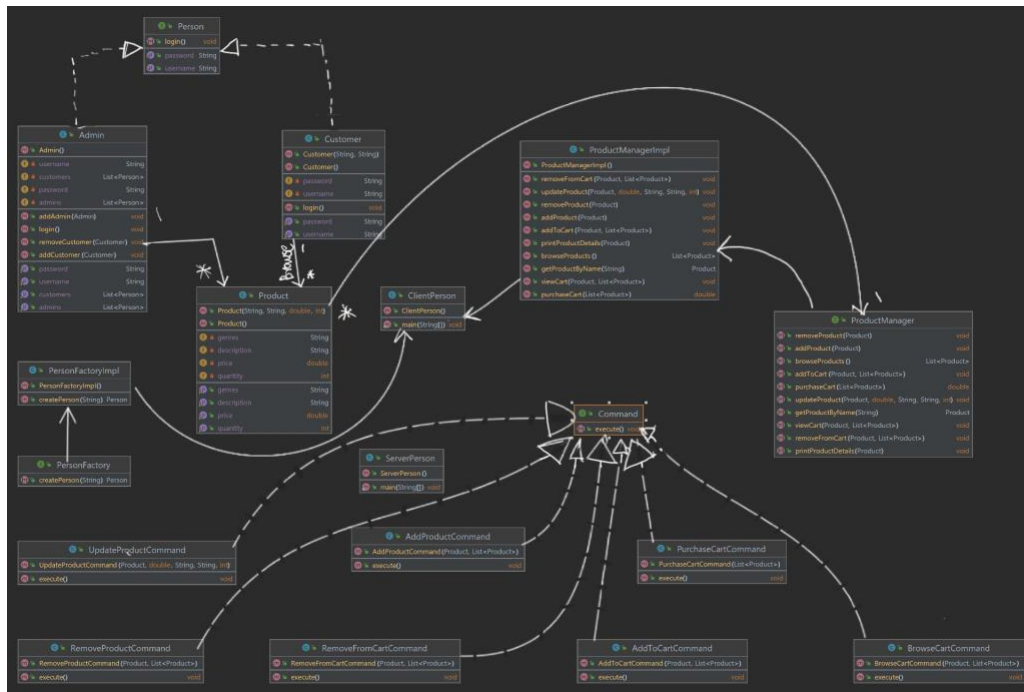 Person
login() void
password String
username String
Admin
Admin()
username String
customers List<Person>
password String
admins List<Person>
addAdmin(Admin) void
login() void
removeCustomer(Customer) void
addCustomer(Customer) void
password String
username String
customers List<Person>
admins List<Person>
Customer
Customer(String, String)
Customer()
password String
username String
login() void
password String
username String
Browse
1
*
*
*
Product
Product(String, String, double, int)
Product()
genres String
description String
price double
quantity int
genres String
description String
price double
quantity int
ClientPerson
ClientPerson()
main(String[]) void
ProductManagerImpl
ProductManagerImpl()
removeFromCart(Product, List<Product>) void
updateProduct(Product, double, String, String, int) void
removeProduct(Product) void
addProduct(Product) void
addToCart(Product, List<Product>) void
printProductDetails(Product) void
browseProducts() List<Product>
getProductByName(String) Product
viewCart(Product, List<Product>) void
purchaseCart(List<Product>) double
ProductManager
removeProduct(Product) void
addProduct(Product) void
browseProducts() List<Product>
addToCart(Product, List<Product>) void
purchaseCart(List<Product>) double
updateProduct(Product, double, String, String, int) void
getProductByName(String) Product
viewCart(Product, List<Product>) void
removeFromCart(Product, List<Product>) void
printProductDetails(Product) void
PersonFactoryImpl
PersonFactoryImpl()
createPerson(String) Person
PersonFactory
createPerson(String) Person
Command
execute() void
ServerPerson
ServerPerson()
main(String[]) void
UpdateProductCommand
UpdateProductCommand(Product, double, String, String, int)
execute() void
AddProductCommand
AddProductCommand(Product, List<Product>)
execute() void
PurchaseCartCommand
PurchaseCartCommand(List<Product>)
execute() void
RemoveProductCommand
RemoveProductCommand(Product, List<Product>)
execute() void
RemoveFromCartCommand
RemoveFromCartCommand(Product, List<Product>)
execute() void
AddToCartCommand
AddToCartCommand(Product, List<Product>)
execute() void
BrowseCartCommand
BrowseCartCommand(Product, List<Product>)
execute() void